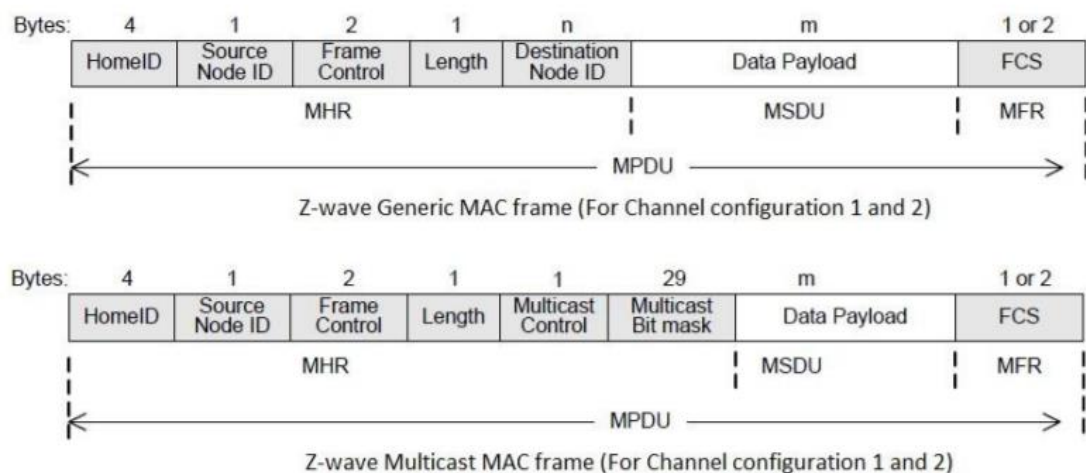 Bytes: 4 1 2 1 n m 1 or 2
HomeID Source Node ID Frame Control Length Destination Node ID Data Payload FCS
MHR MSDU MFR
MPDU
Z-wave Generic MAC frame (For Channel configuration 1 and 2)
Bytes: 4 1 2 1 1 29 m 1 or 2
HomeID Source Node ID Frame Control Length Multicast Control Multicast Bit mask Data Payload FCS
MHR MSDU MFR
MPDU
Z-wave Multicast MAC frame (For Channel configuration 1 and 2)